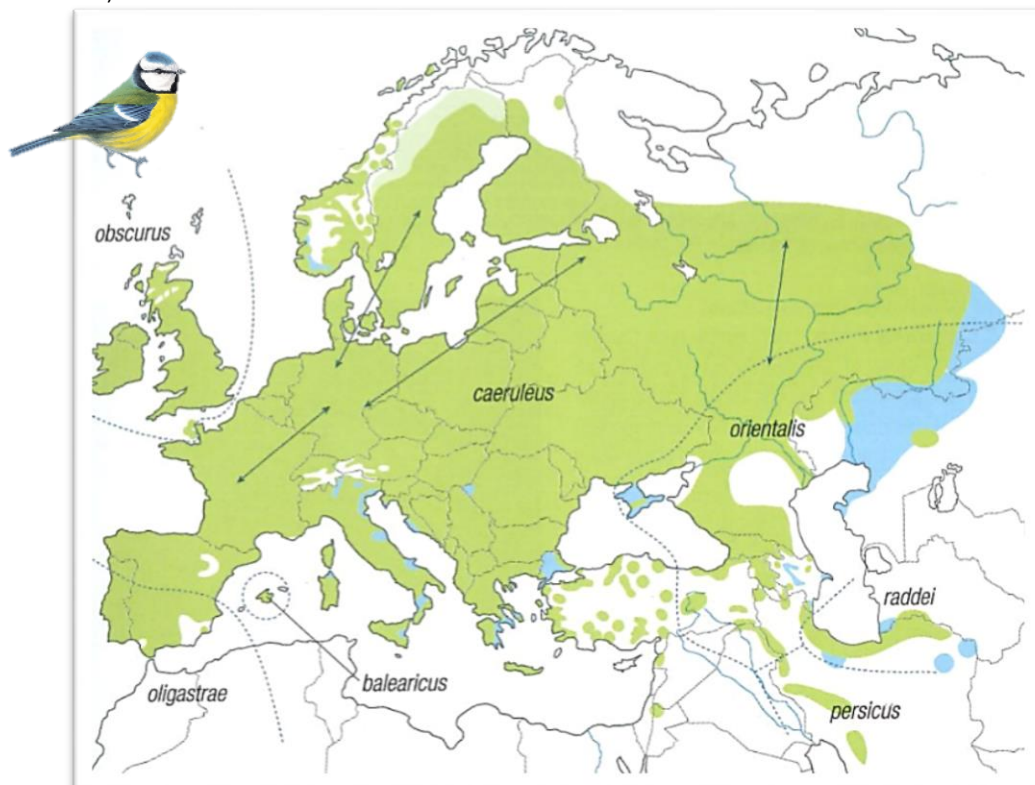 obscurus
caeruleus
orientalis
raddei
balearicus
oligastrae
persicus